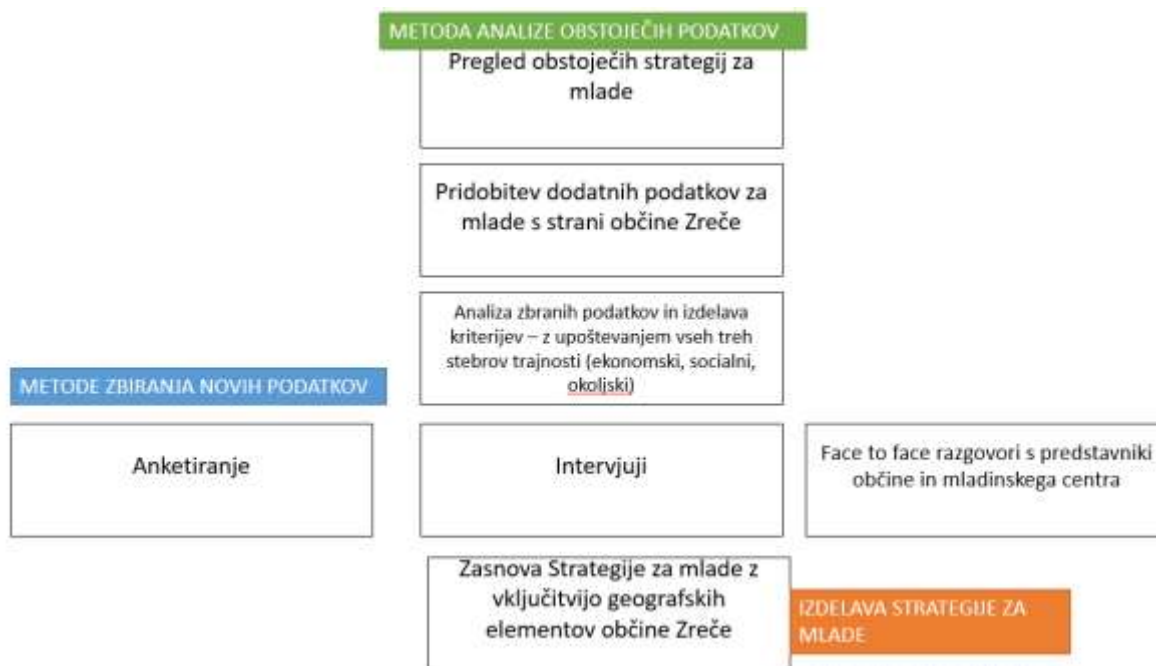 METODA ANALIZE OBSTOJEČIH PODATKOV
Pregled obstoječih strategij za
mlade
Pridobitev dodatnih podatkov za
mlade s strani občine Zreče
Analiza zbranih podatkov in izdelava
kriterijev – z upoštevanjem vseh treh
stebrov trajnosti (ekonomski, socialni,
okoljski)
METODE ZBIRANJA NOVIH PODATKOV
Anketiranje
Intervjuji
Face to face razgovori s predstavniki
občine in mladinskega centra
Zasnova Strategije za mlade z
vključitvijo geografskih
elementov občine Zreče
IZDELAVA STRATEGIJE ZA
MLADE